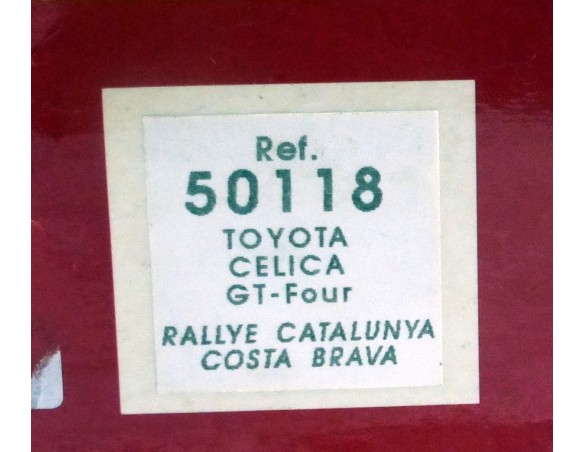 Ref.
50118
TOYOTA
CELICA
GT-Four
RALLYE CATALUNYA
COSTA BRAVA